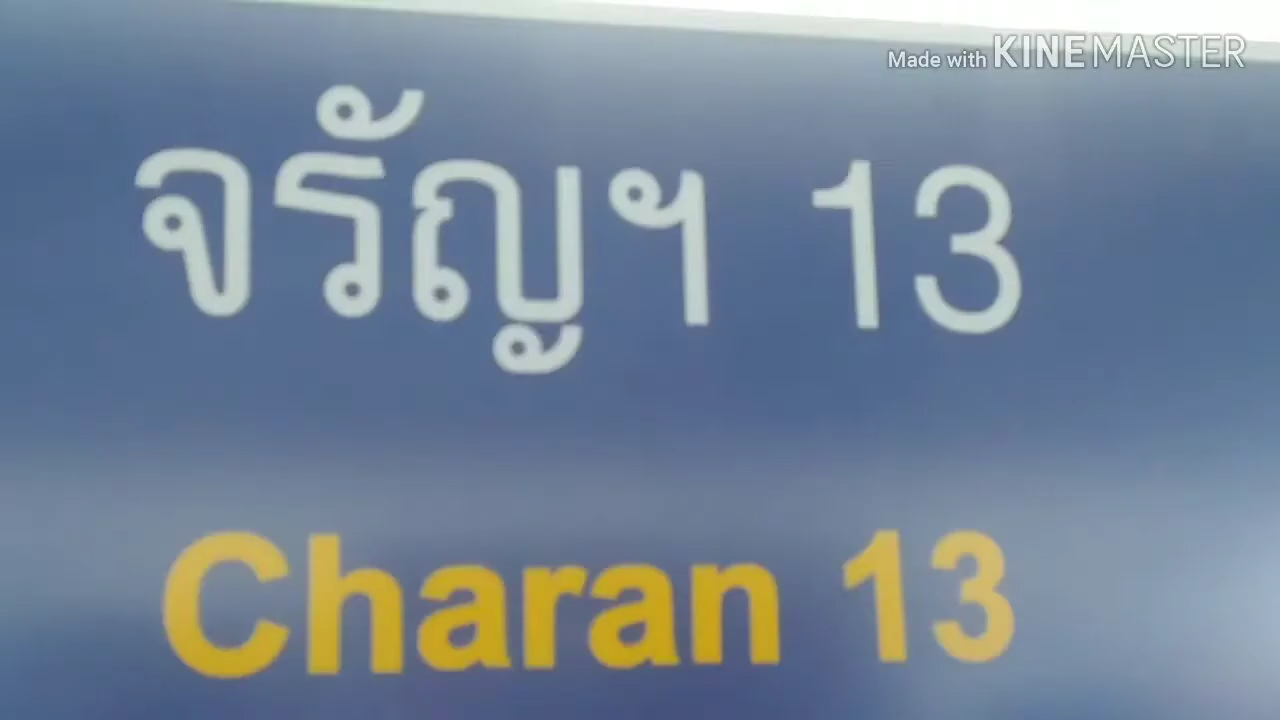 Made with KINEMASTER
จรัญฯ 13
Charan 13